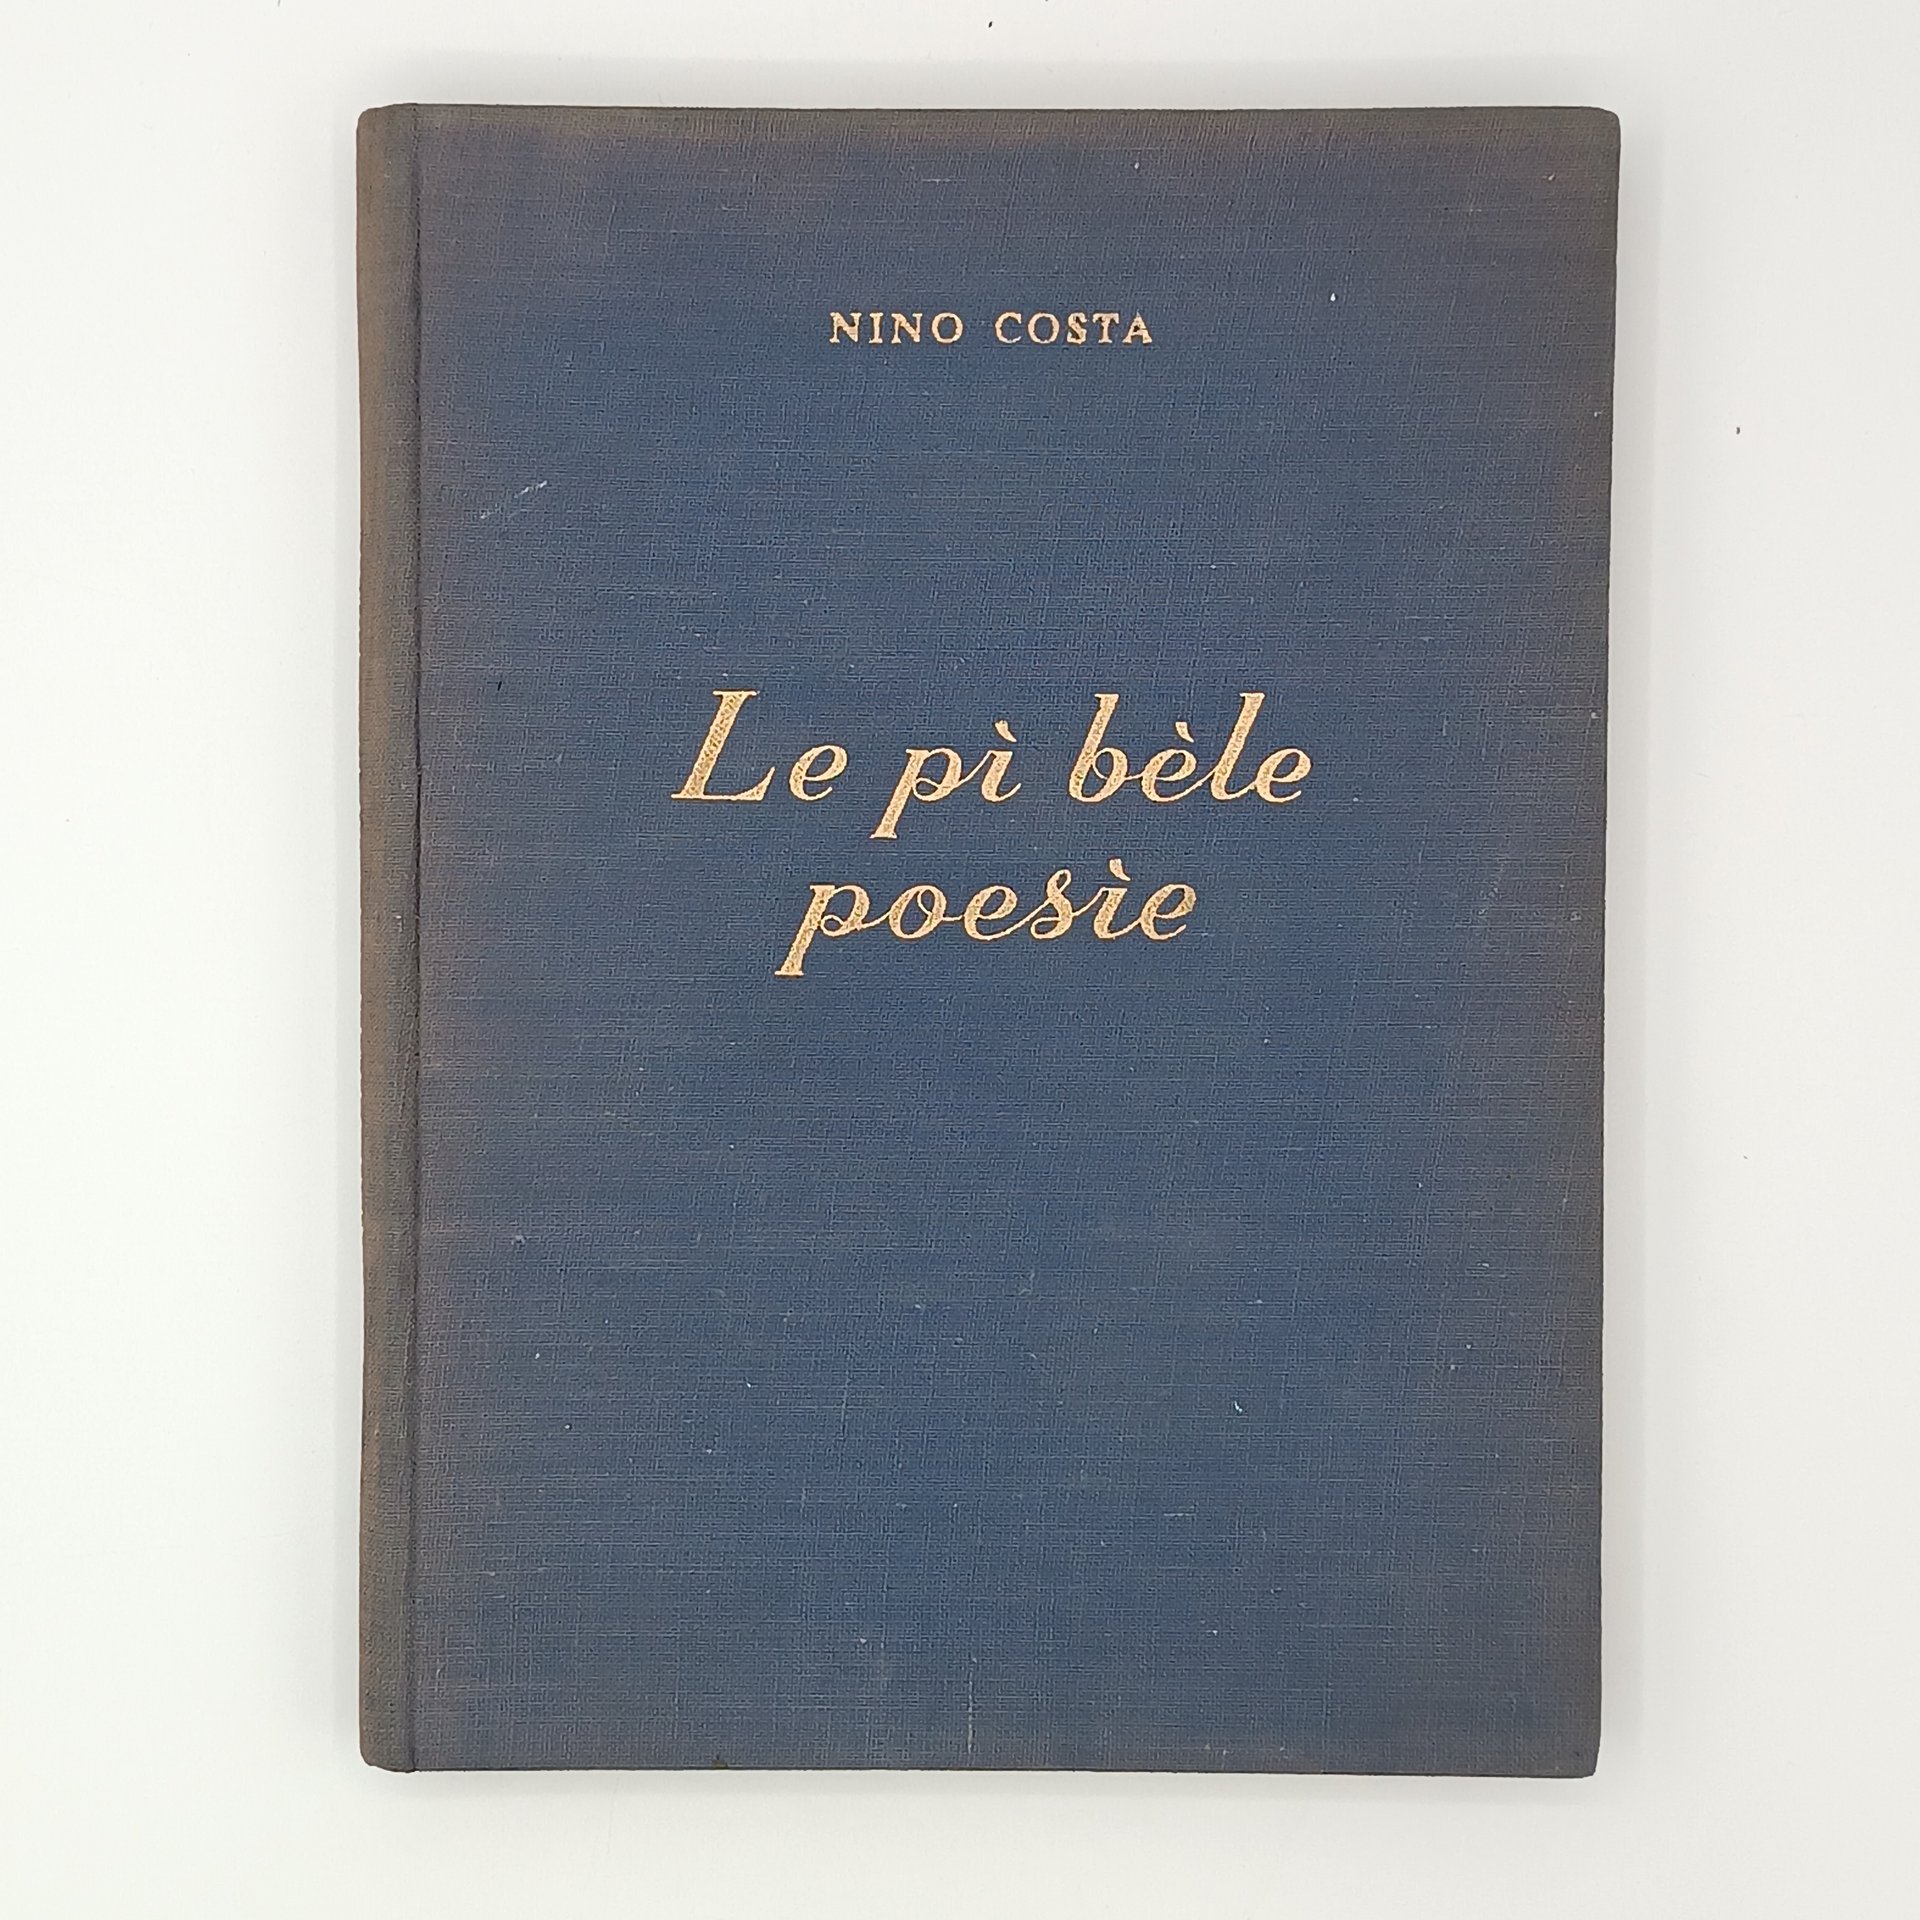 NINO COSTA
Le pì bèle
poesìe